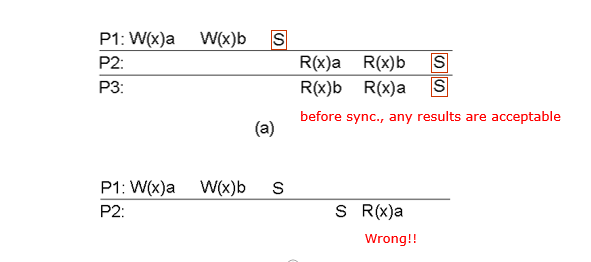 P1: W(x)a W(x)b S
P2: R(x)a R(x)b S
P3: R(x)b R(x)a S
before sync., any results are acceptable
(a)
P1: W(x)a W(x)b S
P2: S R(x)a
Wrong!!